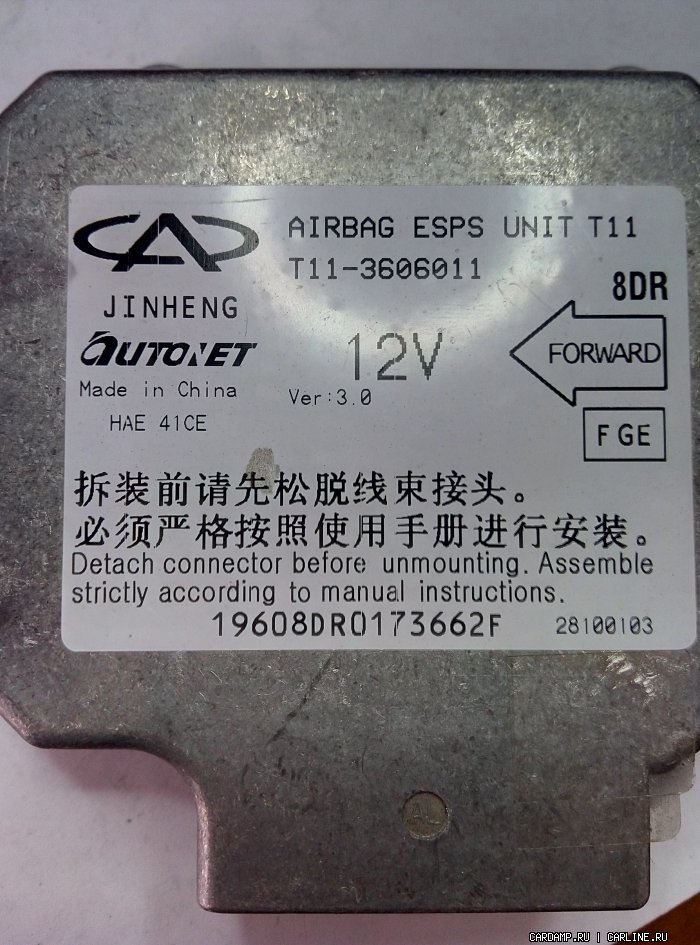 AIRBAG ESPS UNIT T11
T11-3606011
8DR
JINHENG
AUTONET
12V
FORWARD
Made in China
Ver:3.0
HAE 41CE
FGE
拆装前请先松脱线束接头。
必须严格按照使用手册进行安装。
Detach connector before unmounting. Assemble
strictly according to manual instructions.
19608DR0173662F
28100103
AL
CARDAMP.RU | CARLINE.RU